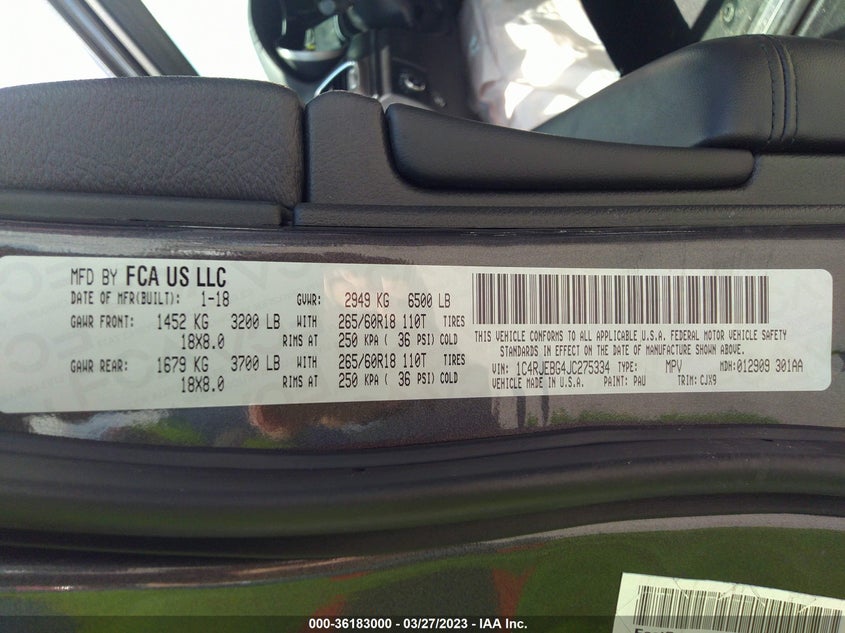 MFD BY FCA US LLC
DATE OF MFR(BUILT): 1-18 GVWR: 2949 KG 6500 LB
GAWR FRONT: 1452 KG 3200 LB WITH 265/60R18 110T TIRES
18X8.0 RIMS AT 250 KPA ( 36 PSI) COLD
GAWR REAR: 1679 KG 3700 LB WITH 265/60R18 110T TIRES
18X8.0 RIMS AT 250 KPA ( 36 PSI) COLD
THIS VEHICLE CONFORMS TO ALL APPLICABLE U.S.A. FEDERAL MOTOR VEHICLE SAFETY
STANDARDS IN EFFECT ON THE DATE OF MANUFACTURE SHOWN ABOVE.
VIN: 1C4RJEBG4JC275334 TYPE: MPV MDH:012909 301AA
VEHICLE MADE IN U.S.A. PAINT: PAU TRIM: CJX9
000-36183000 - 03/27/2023 - IAA Inc.